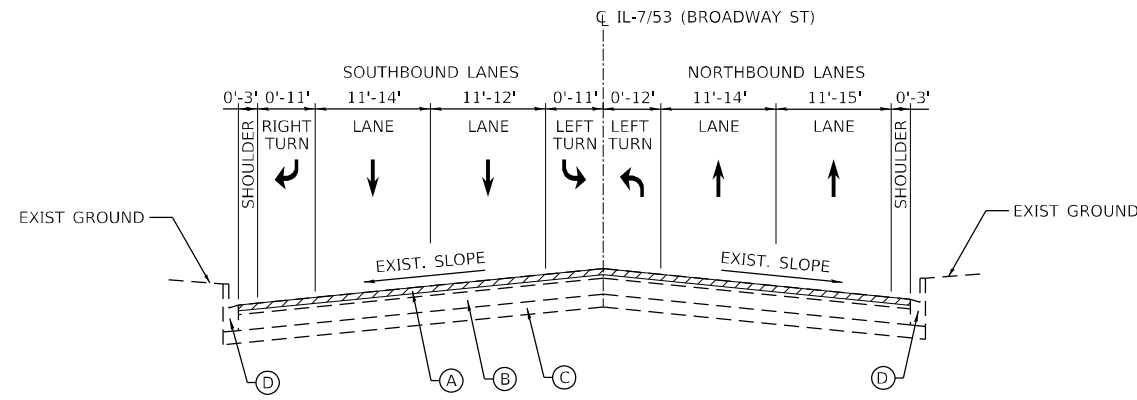 ℄ IL-7/53 (BROADWAY ST)
SOUTHBOUND LANES
NORTHBOUND LANES
0'-3' 0'-11' 11'-14' 11'-12' 0'-11' 0'-12' 11'-14' 11'-15' 0'-3'
SHOULDER
RIGHT
TURN
LANE
LANE
LEFT
TURN
LEFT
TURN
LANE
LANE
SHOULDER
EXIST GROUND
EXIST GROUND
EXIST. SLOPE
EXIST. SLOPE
D
A
B
C
D